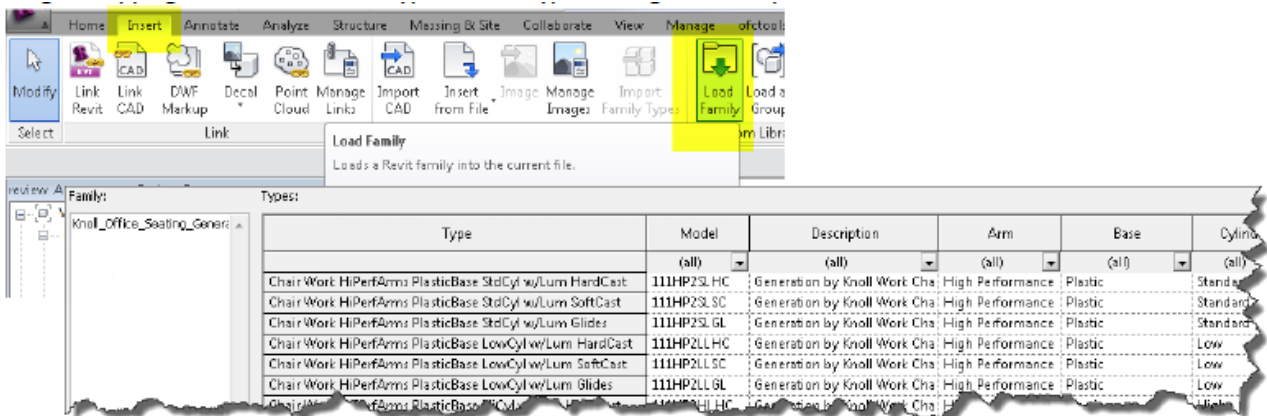 Home Insert Annotate Analyze Structure Massing & Site Collaborate View Manage ofctools
Modify Link Revit Link CAD DWF Markup Decal Point Cloud Manage Links Import CAD Insert from File Image Manage Images Import Family Types Load Family Load a Group
Select Link m Libr
Load Family
Loads a Revit family into the current file.
review A
Family: Types:
Knoll_Office_Seating_Genera
Type Model Description Arm Base Cylin
(all) (all) (all) (all) (all)
Chair Work HiPerfArms PlasticBase StdCyl w/Lum HardCast 111HP2SLHC Generation by Knoll Work Cha High Performance Plastic Standa
Chair Work HiPerfArms PlasticBase StdCyl w/Lum SoftCast 111HP2SLSC Generation by Knoll Work Cha High Performance Plastic Standard
Chair Work HiPerfArms PlasticBase StdCyl w/Lum Glides 111HP2SLGL Generation by Knoll Work Cha High Performance Plastic Standard
Chair Work HiPerfArms PlasticBase LowCyl w/Lum HardCast 111HP2LLHC Generation by Knoll Work Cha High Performance Plastic Low
Chair Work HiPerfArms PlasticBase LowCyl w/Lum SoftCast 111HP2LLSC Generation by Knoll Work Cha High Performance Plastic Low
Chair Work HiPerfArms PlasticBase LowCyl w/Lum Glides 111HP2LLGL Generation by Knoll Work Cha High Performance Plastic Low